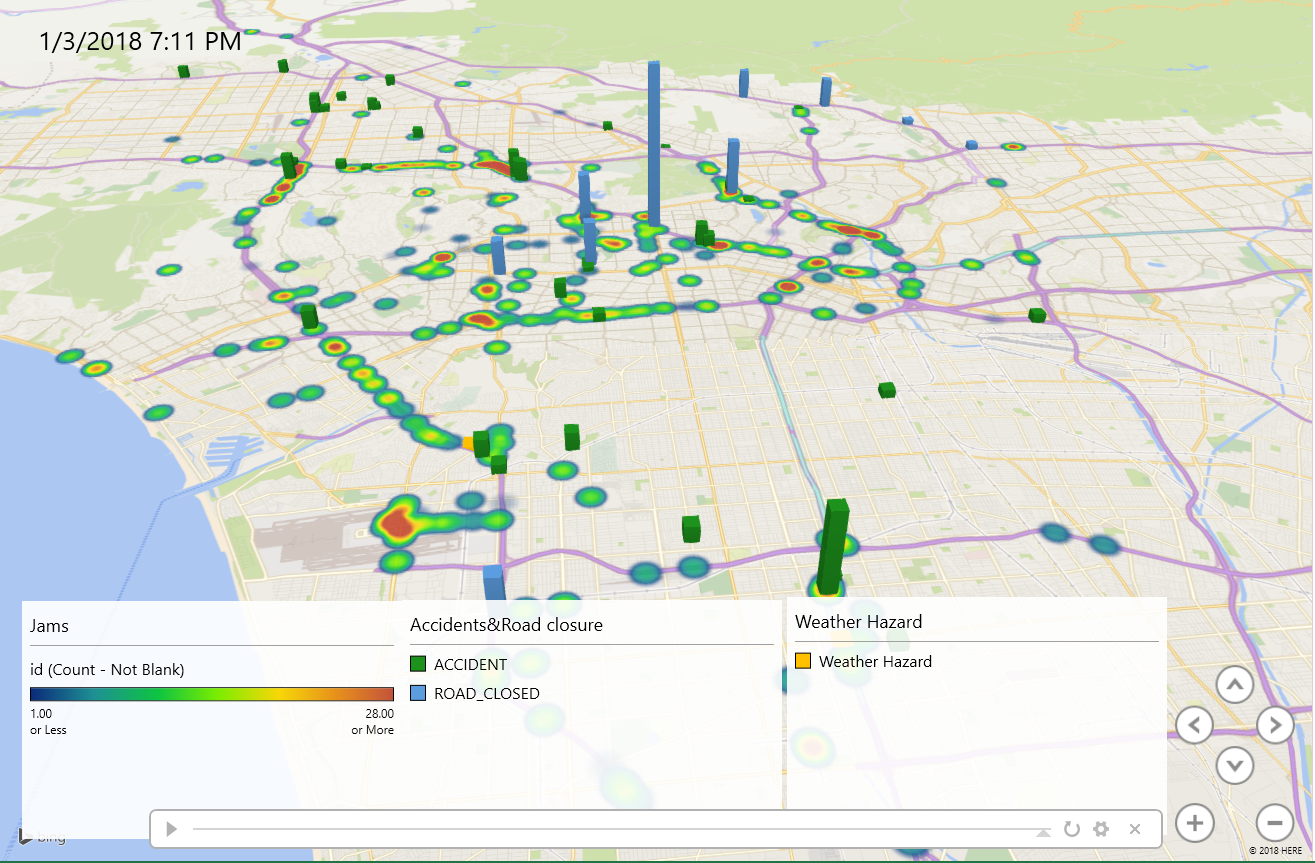 1/3/2018 7:11 PM
Jams
id (Count - Not Blank)
1.00
or Less
28.00
or More
Accidents&Road closure
ACCIDENT
ROAD_CLOSED
Weather Hazard
Weather Hazard
bing
© 2018 HERE